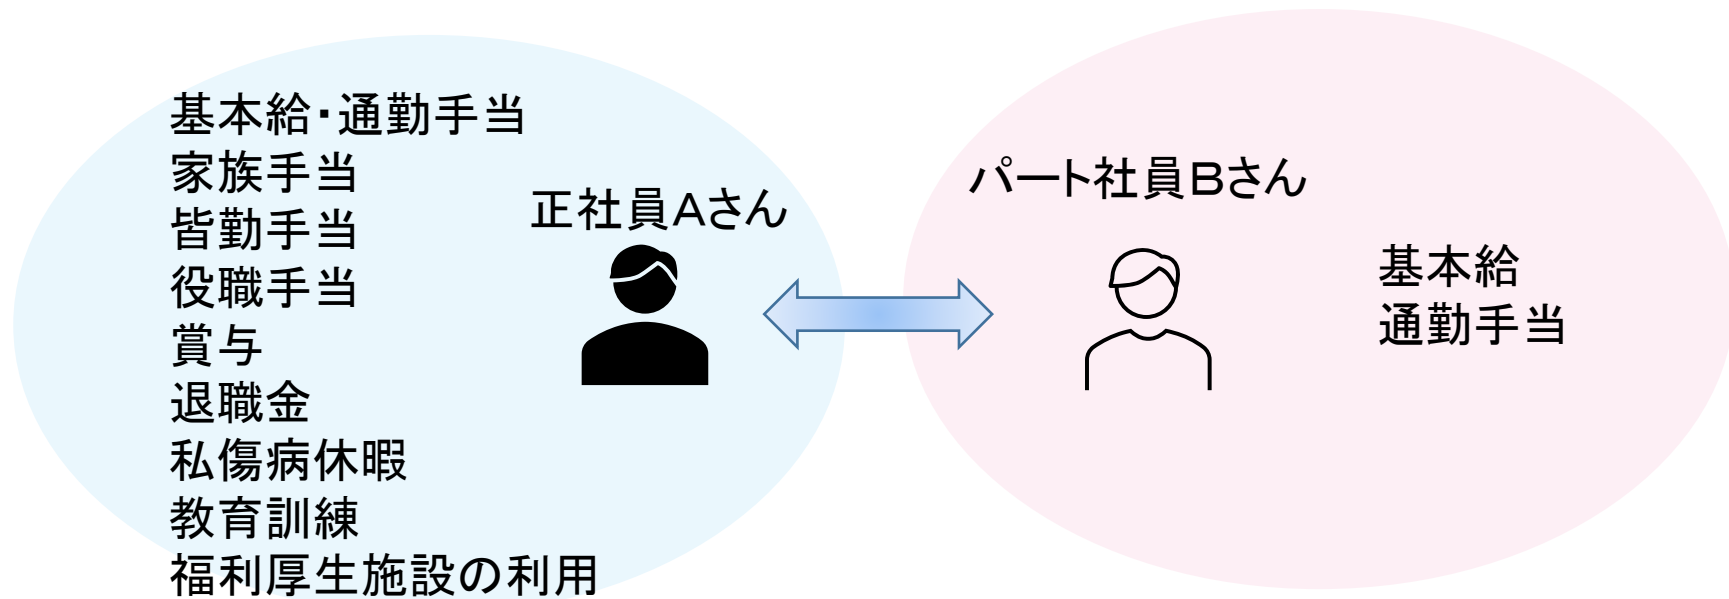 基本給・通勤手当
家族手当
皆勤手当
役職手当
賞与
退職金
私傷病休暇
教育訓練
福利厚生施設の利用
正社員Aさん
パート社員Bさん
基本給
通勤手当